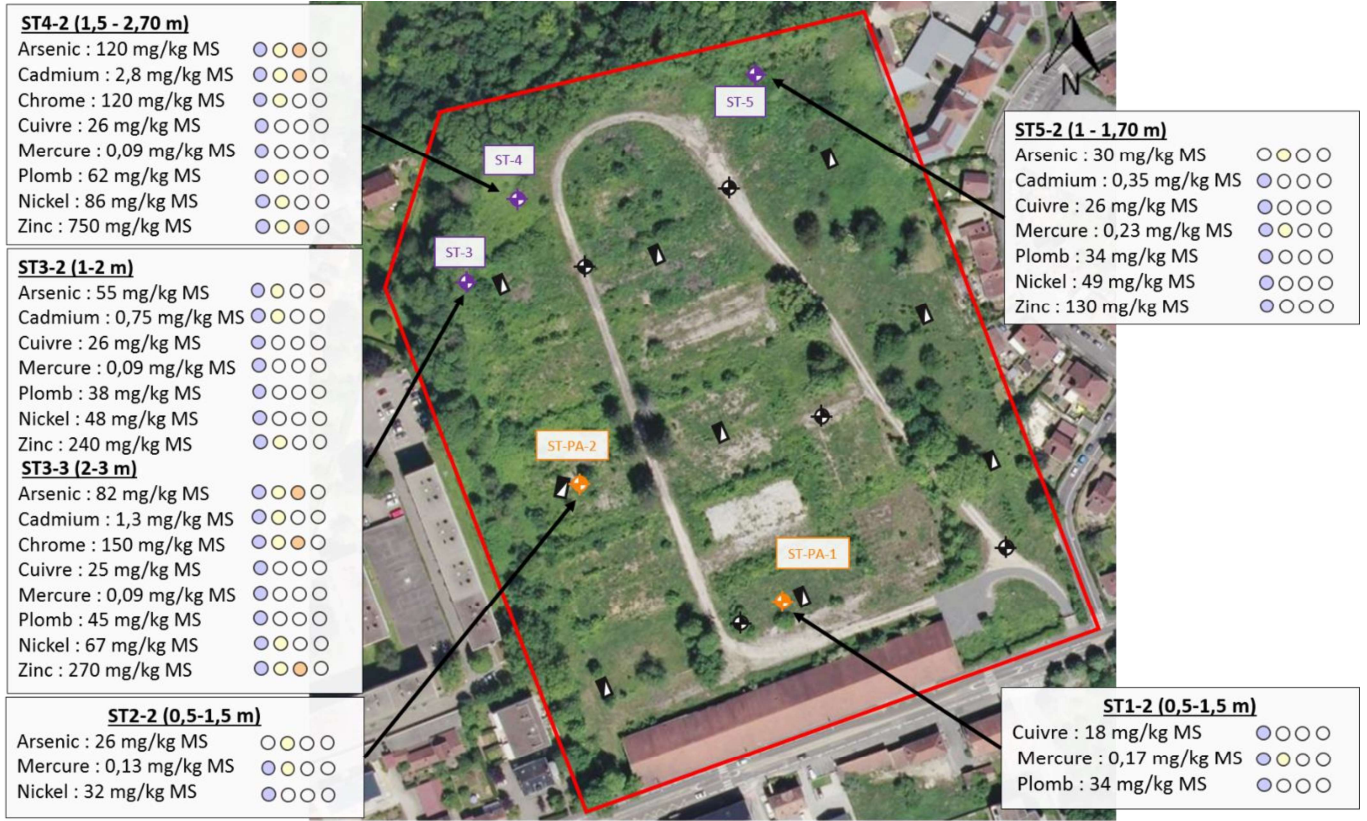 ST4-2 (1,5 - 2,70 m)
Arsenic : 120 mg/kg MS
Cadmium : 2,8 mg/kg MS
Chrome : 120 mg/kg MS
Cuivre : 26 mg/kg MS
Mercure : 0,09 mg/kg MS
Plomb : 62 mg/kg MS
Nickel : 86 mg/kg MS
Zinc : 750 mg/kg MS
ST3-2 (1-2 m)
Arsenic : 55 mg/kg MS
Cadmium : 0,75 mg/kg MS
Cuivre : 26 mg/kg MS
Mercure : 0,09 mg/kg MS
Plomb : 38 mg/kg MS
Nickel : 48 mg/kg MS
Zinc : 240 mg/kg MS
ST3-3 (2-3 m)
Arsenic : 82 mg/kg MS
Cadmium : 1,3 mg/kg MS
Chrome : 150 mg/kg MS
Cuivre : 25 mg/kg MS
Mercure : 0,09 mg/kg MS
Plomb : 45 mg/kg MS
Nickel : 67 mg/kg MS
Zinc : 270 mg/kg MS
ST2-2 (0,5-1,5 m)
Arsenic : 26 mg/kg MS
Mercure : 0,13 mg/kg MS
Nickel : 32 mg/kg MS
ST-5
ST-4
ST-3
ST-PA-2
ST-PA-1
N
ST5-2 (1 - 1,70 m)
Arsenic : 30 mg/kg MS
Cadmium : 0,35 mg/kg MS
Cuivre : 26 mg/kg MS
Mercure : 0,23 mg/kg MS
Plomb : 34 mg/kg MS
Nickel : 49 mg/kg MS
Zinc : 130 mg/kg MS
ST1-2 (0,5-1,5 m)
Cuivre : 18 mg/kg MS
Mercure : 0,17 mg/kg MS
Plomb : 34 mg/kg MS